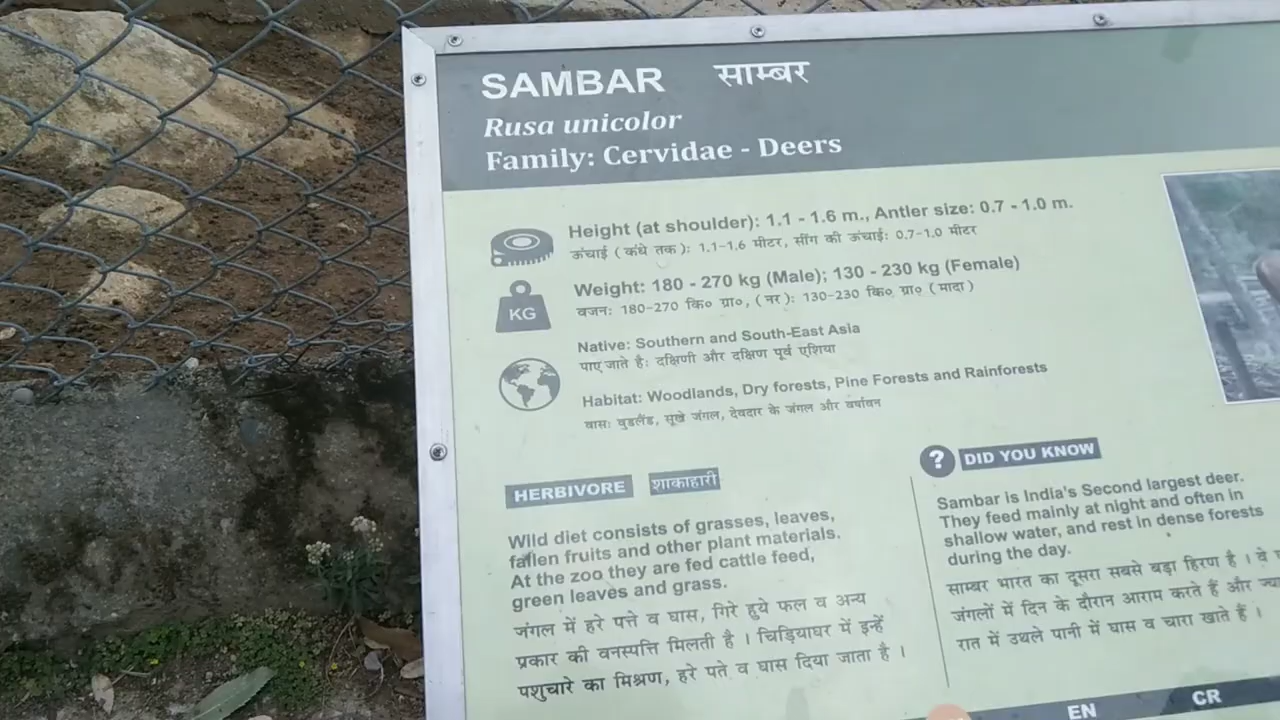 SAMBAR साम्बर
Rusa unicolor
Family: Cervidae - Deers
Height (at shoulder): 1.1 - 1.6 m., Antler size: 0.7 - 1.0 m.
ऊंचाई (कंधे तक): 1.1-1.6 मीटर, सींग की ऊंचाई: 0.7-1.0 मीटर
KG
Weight: 180 - 270 kg (Male); 130 - 230 kg (Female)
वजन: 180-270 कि० ग्रा०, (नर): 130-230 कि० ग्रा० (मादा)
Native: Southern and South-East Asia
पाए जाते है: दक्षिणी और दक्षिण पूर्व एशिया
Habitat: Woodlands, Dry forests, Pine Forests and Rainforests
वास: वुडलैंड, सूखे जंगल, देवदार के जंगल और वर्षावन
HERBIVORE शाकाहारी
Wild diet consists of grasses, leaves,
fallen fruits and other plant materials.
At the zoo they are fed cattle feed,
green leaves and grass.
जंगल में हरे पत्ते व घास, गिरे हुये फल व अन्य
प्रकार की वनस्पत्ति मिलती है । चिड़ियाघर में इन्हें
पशुचारे का मिश्रण, हरे पते व घास दिया जाता है ।
? DID YOU KNOW
Sambar is India's Second largest deer.
They feed mainly at night and often in
shallow water, and rest in dense forests
during the day.
साम्बर भारत का दूसरा सबसे बड़ा हिरण है । वे
जंगलों में दिन के दौरान आराम करते हैं और
रात में उथले पानी में घास व चारा खाते हैं ।
EN CR